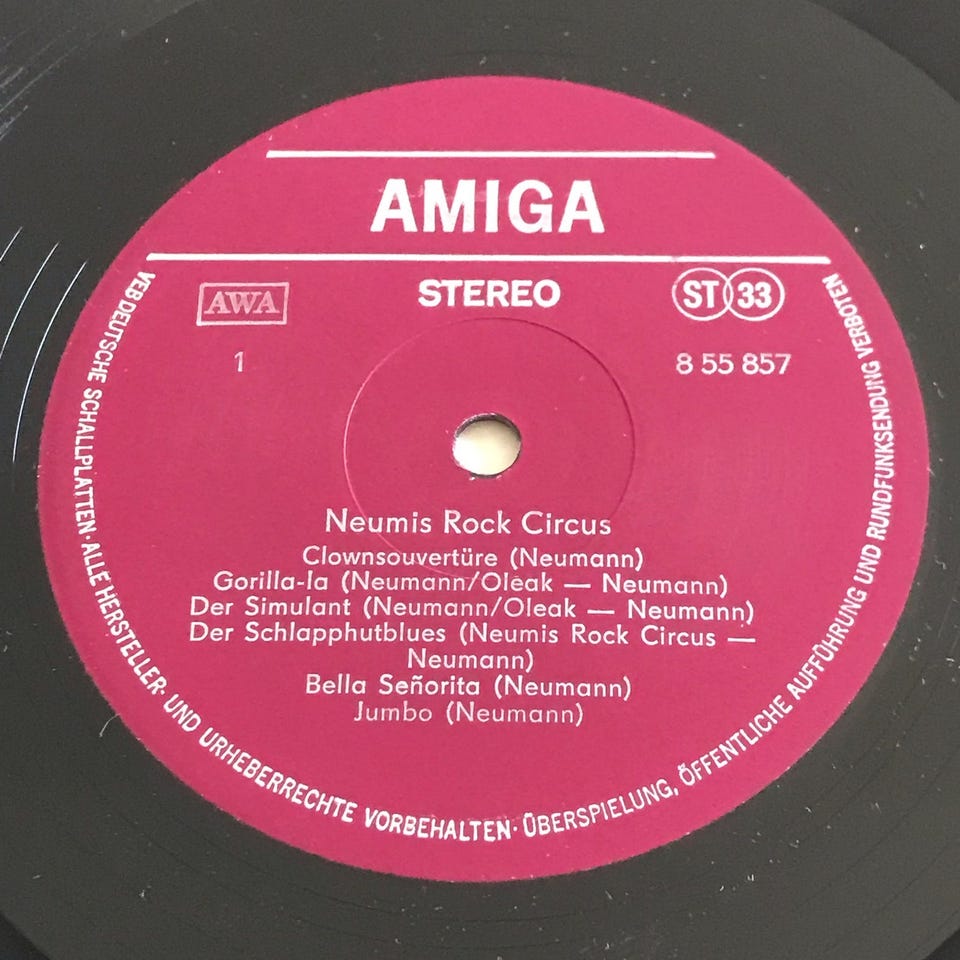 AMIGA
AWA
STEREO
ST 33
1
8 55 857
Neumis Rock Circus
Clownsouvertüre (Neumann)
Gorilla-la (Neumann/Oleak — Neumann)
Der Simulant (Neumann/Oleak — Neumann)
Der Schlapphutblues (Neumis Rock Circus —
Neumann)
Bella Señorita (Neumann)
Jumbo (Neumann)
VEB DEUTSCHE SCHALLPLATTEN · ALLE HERSTELLER- UND URHEBERRECHTE VORBEHALTEN · ÜBERSPIELUNG, ÖFFENTLICHE AUFFÜHRUNG UND RUNDFUNKSENDUNG VERBOTEN